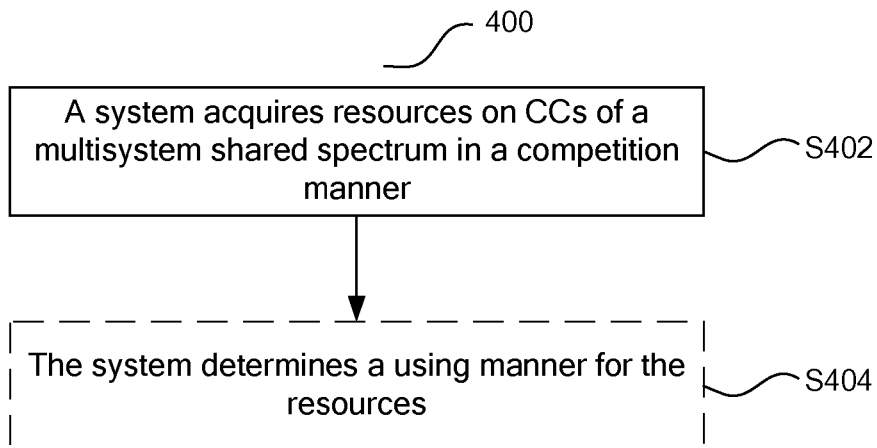 400
A system acquires resources on CCs of a
multisystem shared spectrum in a competition
manner
S402
The system determines a using manner for the
resources
S404